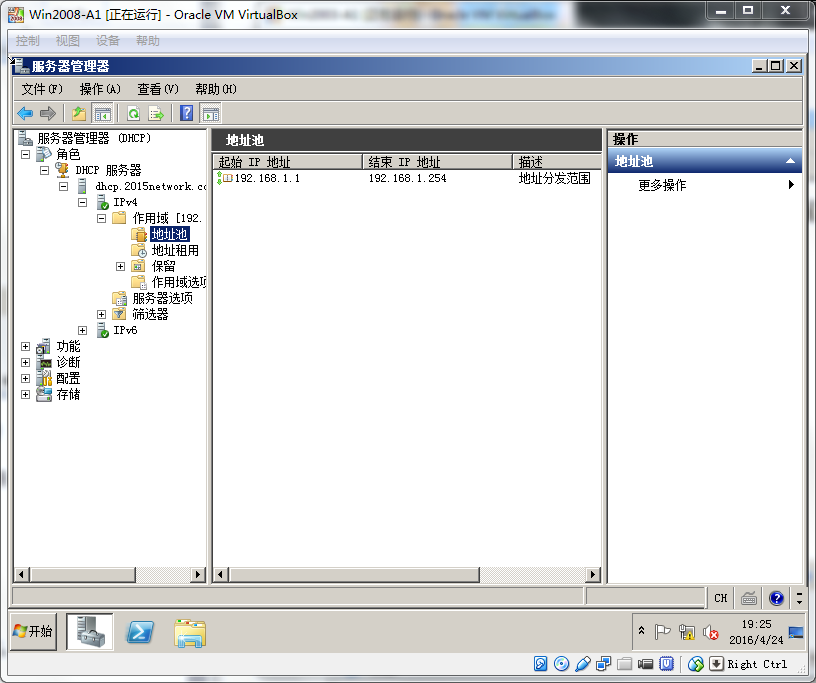 Win2008-A1 [正在运行] - Oracle VM VirtualBox
控制 视图 设备 帮助
服务器管理器
文件(F) 操作(A) 查看(V) 帮助(H)
服务器管理器 (DHCP)
角色
DHCP 服务器
dhcp.2015network.co
IPv4
作用域 [192.
地址池
地址租用
保留
作用域选项
服务器选项
筛选器
IPv6
功能
诊断
配置
存储
地址池
起始 IP 地址 结束 IP 地址 描述
192.168.1.1 192.168.1.254 地址分发范围
操作
地址池
更多操作
CH
开始
19:25
2016/4/24
Right Ctrl